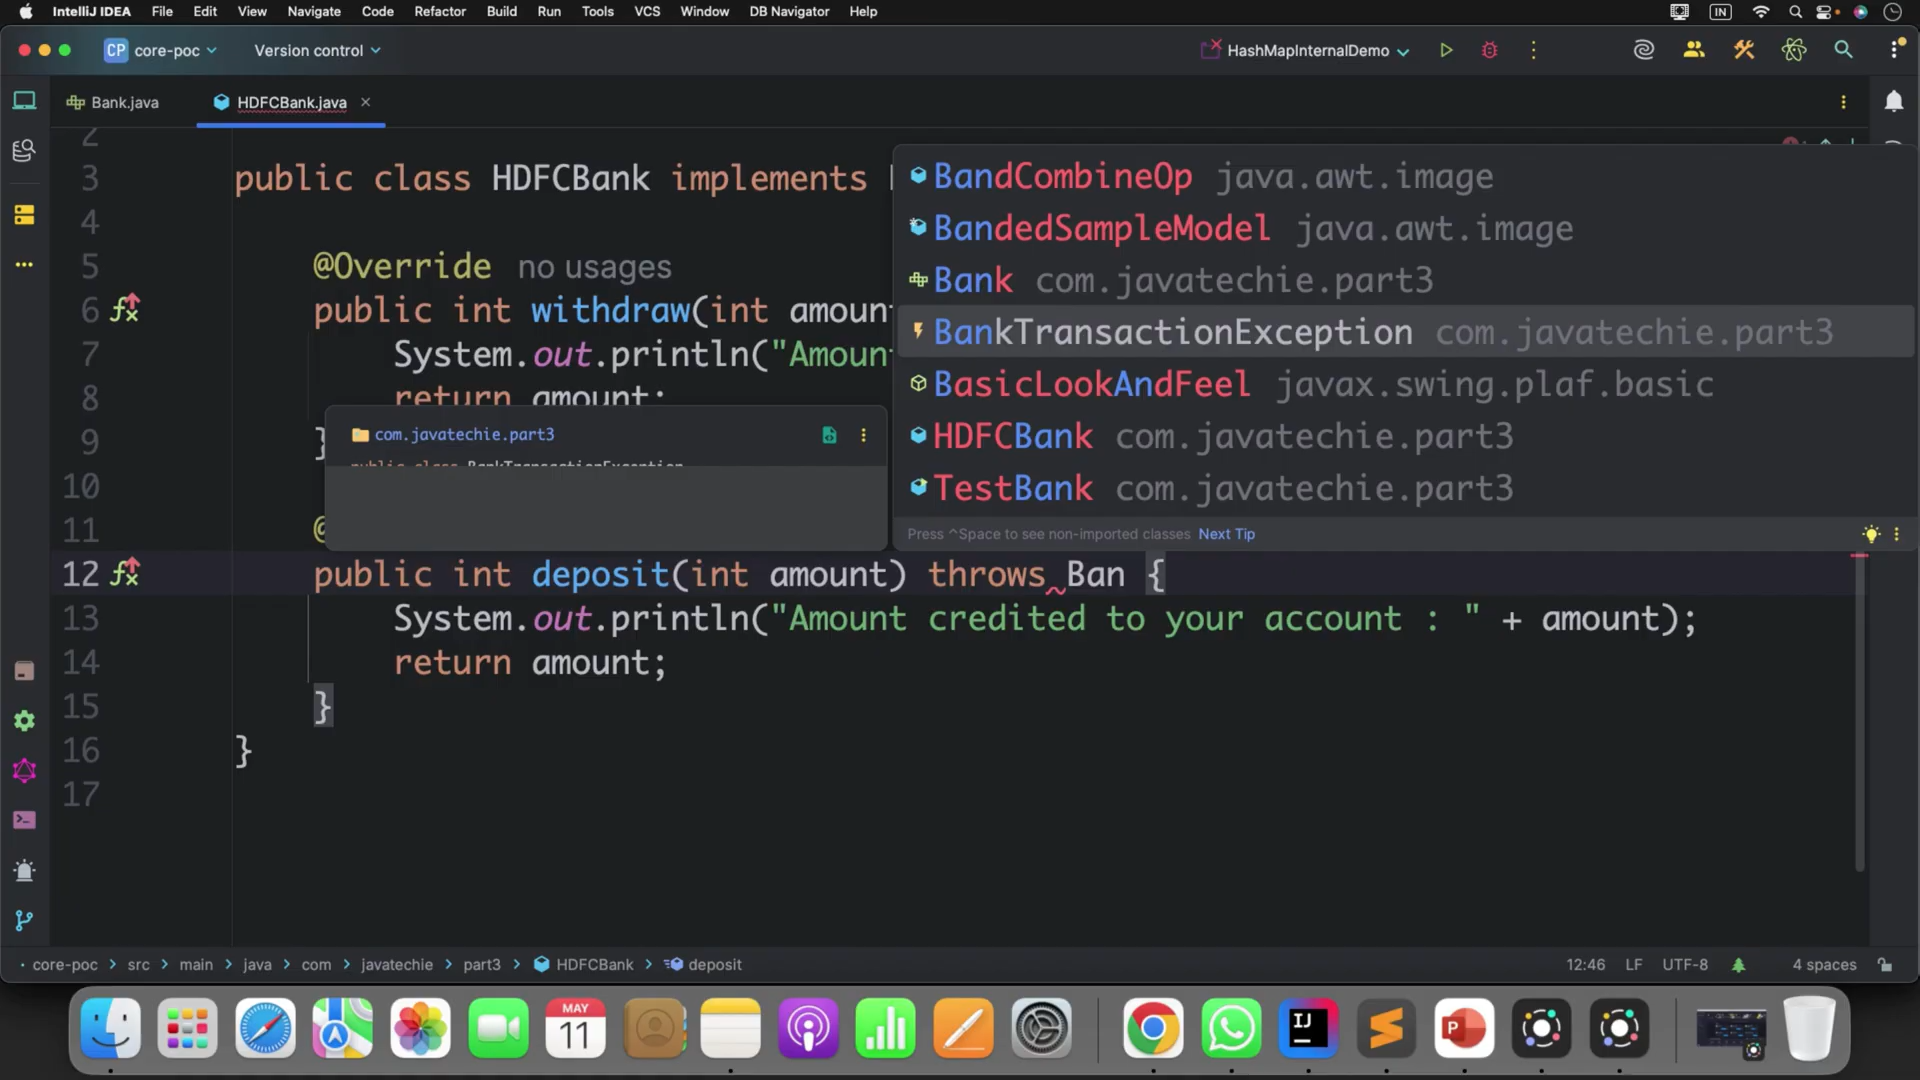 IntelliJ IDEA File Edit View Navigate Code Refactor Build Run Tools VCS Window DB Navigator Help IN
CP core-poc Version control HashMapInternalDemo
Bank.java HDFCBank.java
2
3 public class HDFCBank implements
4
5 @Override no usages
6 public int withdraw(int amoun
7 System.out.println("Amoun
8 return amount;
9 }
10
11 @
12 public int deposit(int amount) throws Ban {
13 System.out.println("Amount credited to your account : " + amount);
14 return amount;
15 }
16 }
17
BandCombineOp java.awt.image
BandedSampleModel java.awt.image
Bank com.javatechie.part3
BankTransactionException com.javatechie.part3
BasicLookAndFeel javax.swing.plaf.basic
HDFCBank com.javatechie.part3
TestBank com.javatechie.part3
Press ^Space to see non-imported classes Next Tip
com.javatechie.part3
public class BankTransactionException
core-poc > src > main > java > com > javatechie > part3 > HDFCBank > deposit 12:46 LF UTF-8 4 spaces
MAY
11
IJ
P